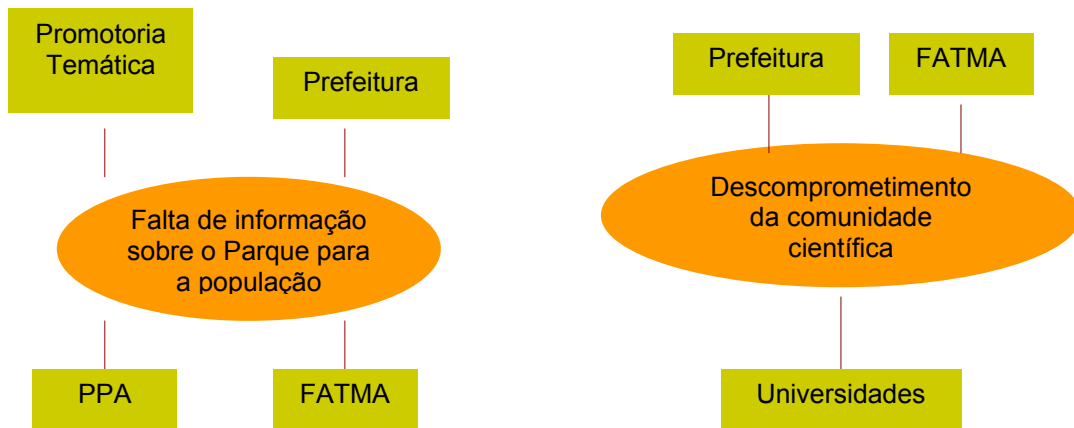 Promotoria
Temática
Prefeitura
Falta de informação
sobre o Parque para
a população
PPA
FATMA
Prefeitura
FATMA
Descomprometimento
da comunidade
científica
Universidades